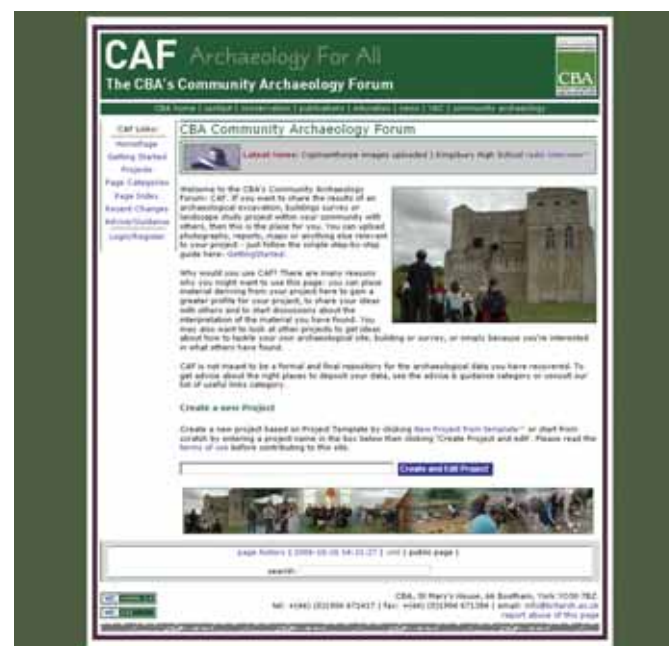 CAF Archaeology For All
The CBA's Community Archaeology Forum
CBA
CBA home | contact | conservation | publications | education | news | | community archaeology
CAF Links:
HomePage
Getting Started
Projects
Page Categories
Page Index
Recent Changes
Advice/Guidance
Login/Register
CBA Community Archaeology Forum
Latest news: Copmanthorpe images uploaded | Kingsbury High School radio interview
Welcome to the CBA's Community Archaeology
Forum: CAF. If you want to share the results of an
archaeological excavation, buildings survey or
landscape study project within your community with
others, then this is the place for you. You can upload
photographs, reports, maps or anything else relevant
to your project - just follow the simple step-by-step
guide here: GettingStarted.
Why would you use CAF? There are many reasons
why you might want to use this page: you can place
material deriving from your project here to gain a
greater profile for your project, to share your ideas
with others and to start discussions about the
interpretation of the material you have found. You
may also want to look at other projects to get ideas
about how to tackle your own archaeological site, building or survey, or simply because you're interested
in what others have found.
CAF is not meant to be a formal and final repository for the archaeological data you have recovered. To
get advice about the right places to deposit your data, see the advice & guidance category or consult our
list of useful links category.
Create a new Project
Create a new project based on Project Template by clicking New Project from template or start from
scratch by entering a project name in the box below then clicking 'Create Project and edit'. Please read the
terms of use before contributing to this site.
Create and Edit Project
page history | | xml | public page |
search:
CBA, St Mary's House, 66 Bootham, York YO30 7BZ
tel: +(44) (0)1904 671417 | fax: +(44) (0)1904 671384 | email: info@britarch.ac.uk
report abuse of this page